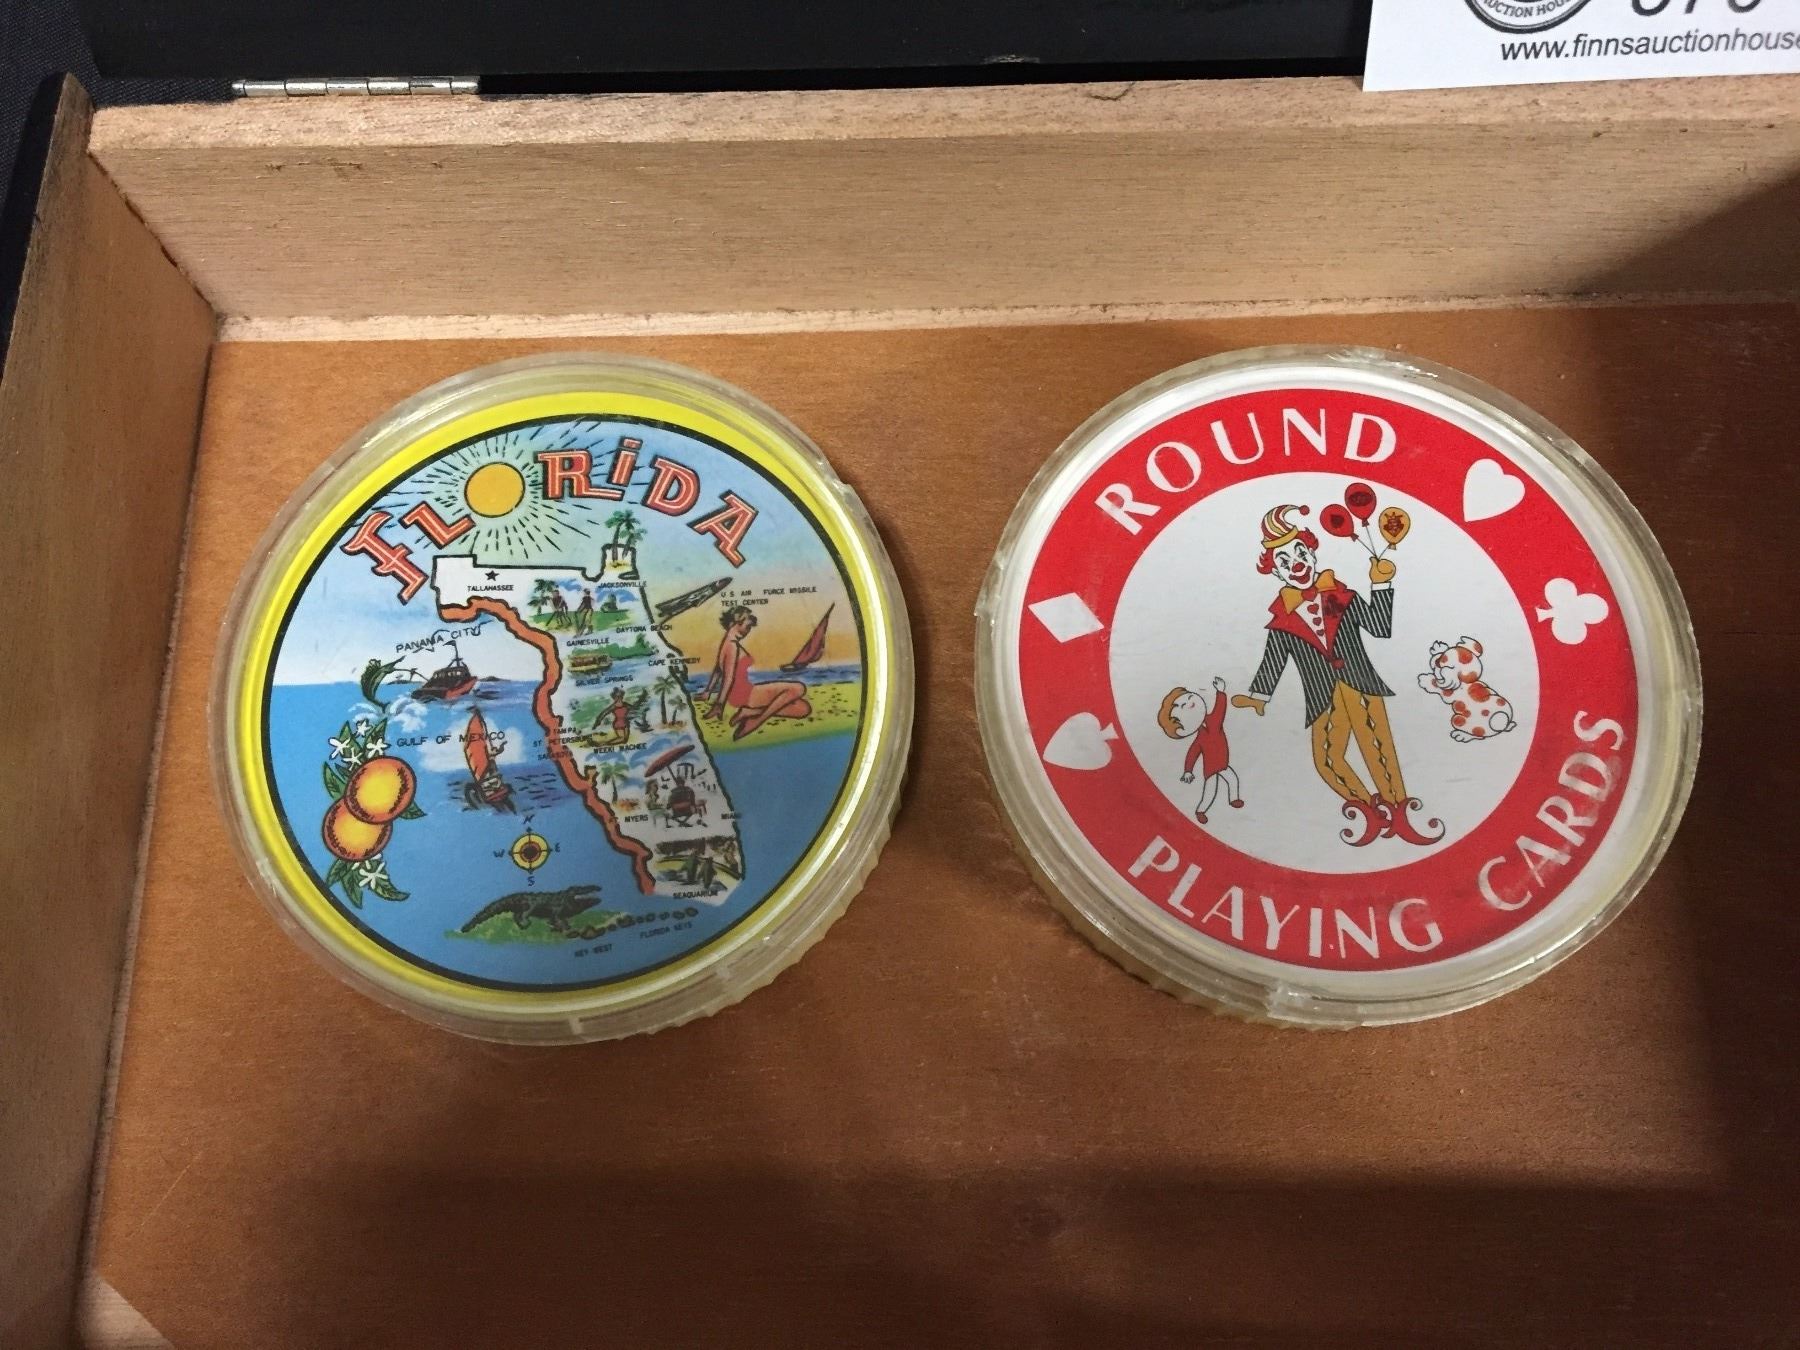 AUCTION HOUSE
www.finnsauctionhouse
FLORIDA
TALLAHASSEE
JACKSONVILLE
U S AIR FORCE MISSILE
TEST CENTER
PANAMA CITY
GAINESVILLE
DAYTONA BEACH
CAPE KENNEDY
SILVER SPRINGS
GULF OF MEXICO
TAMPA
ST PETERSBURG
SARASOTA
WEEKI WACHEE
FT MYERS
MIAMI
N
W
E
S
SEAQUARIUM
KEY WEST
FLORIDA KEYS
ROUND
PLAYING CARDS